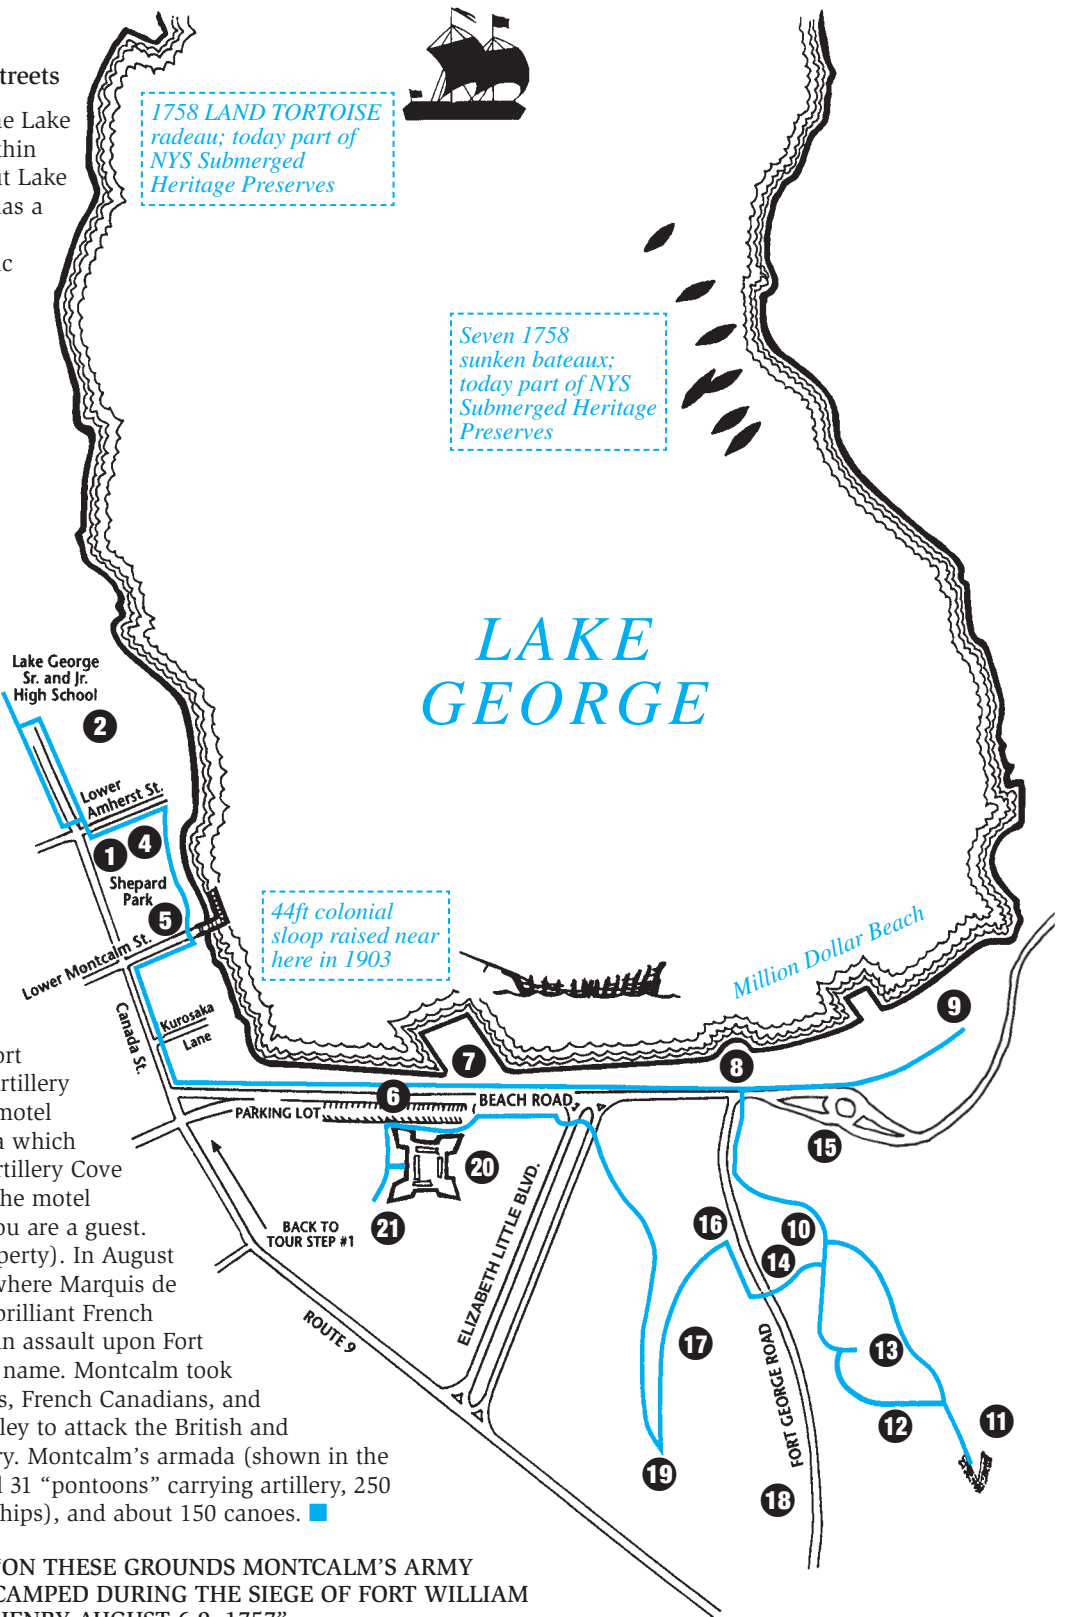 treets
e Lake
thin
t Lake
as a
c
1758 LAND TORTOISE
radeau; today part of
NYS Submerged
Heritage Preserves
Seven 1758
sunken bateaux;
today part of NYS
Submerged Heritage
Preserves
LAKE
GEORGE
Lake George
Sr. and Jr.
High School
2
Lower
Amherst St.
1
4
Shepard
Park
5
Lower Montcalm St.
44ft colonial
sloop raised near
here in 1903
Million Dollar Beach
Canada St.
Kurosaka
Lane
9
7
8
6
PARKING LOT
BEACH ROAD
15
20
21
BACK TO
TOUR STEP #1
ELIZABETH LITTLE BLVD.
16
10
14
ROUTE 9
17
13
FORT GEORGE ROAD
12
11
19
18
ort
rtillery
motel
a which
rtillery Cove
he motel
ou are a guest.
perty). In August
where Marquis de
brilliant French
n assault upon Fort
name. Montcalm took
s, French Canadians, and
ley to attack the British and
ry. Montcalm's armada (shown in the
l 31 “pontoons” carrying artillery, 250
hips), and about 150 canoes. ■
“ON THESE GROUNDS MONTCALM'S ARMY
CAMPED DURING THE SIEGE OF FORT WILLIAM
HENRY AUGUST 6-9, 1757”